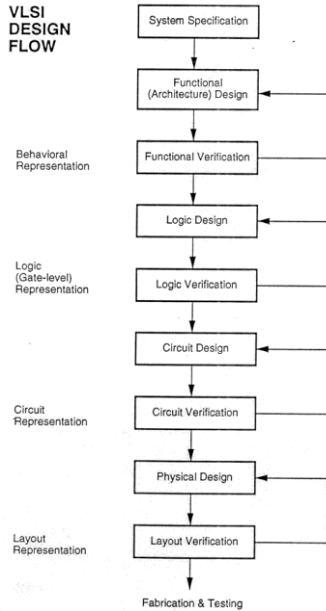 VLSI
DESIGN
FLOW
System Specification
Functional
(Architecture) Design
Behavioral
Representation
Functional Verification
Logic Design
Logic
(Gate-level)
Representation
Logic Verification
Circuit Design
Circuit
Representation
Circuit Verification
Physical Design
Layout
Representation
Layout Verification
Fabrication & Testing